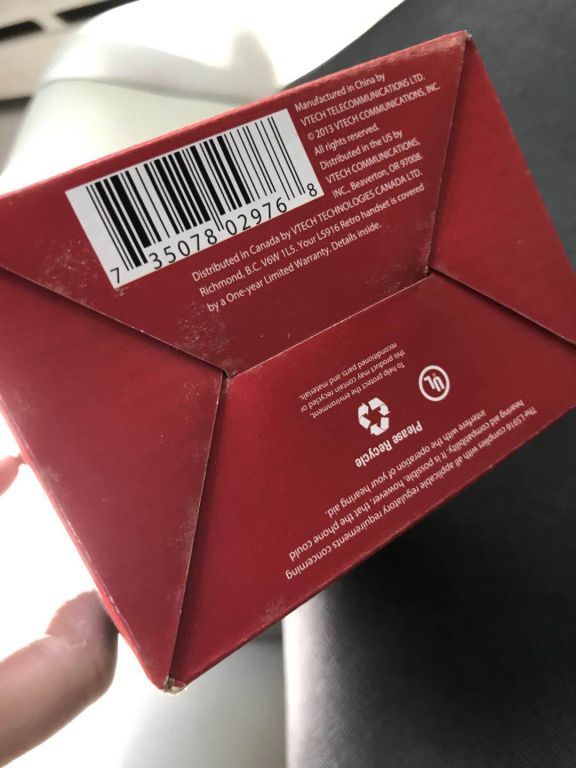 Manufactured in China by
VTECH TELECOMMUNICATIONS LTD.
© 2013 VTECH COMMUNICATIONS, INC.
All rights reserved.
Distributed in the US by
VTECH COMMUNICATIONS,
INC., Beaverton, OR 97008.
Distributed in Canada by VTECH TECHNOLOGIES CANADA LTD.
Richmond, B.C. V6W 1L5. Your LS916 Retro handset is covered
by a One-year Limited Warranty. Details inside.
7 35078 02976 8
The LS916 complies with all applicable regulatory requirements concerning
hearing aid compatibility. It is possible, however, that the phone could
interfere with the operation of your hearing aid.
Please Recycle
UL
To help protect the environment,
this product may contain recycled or
reconditioned parts and materials.